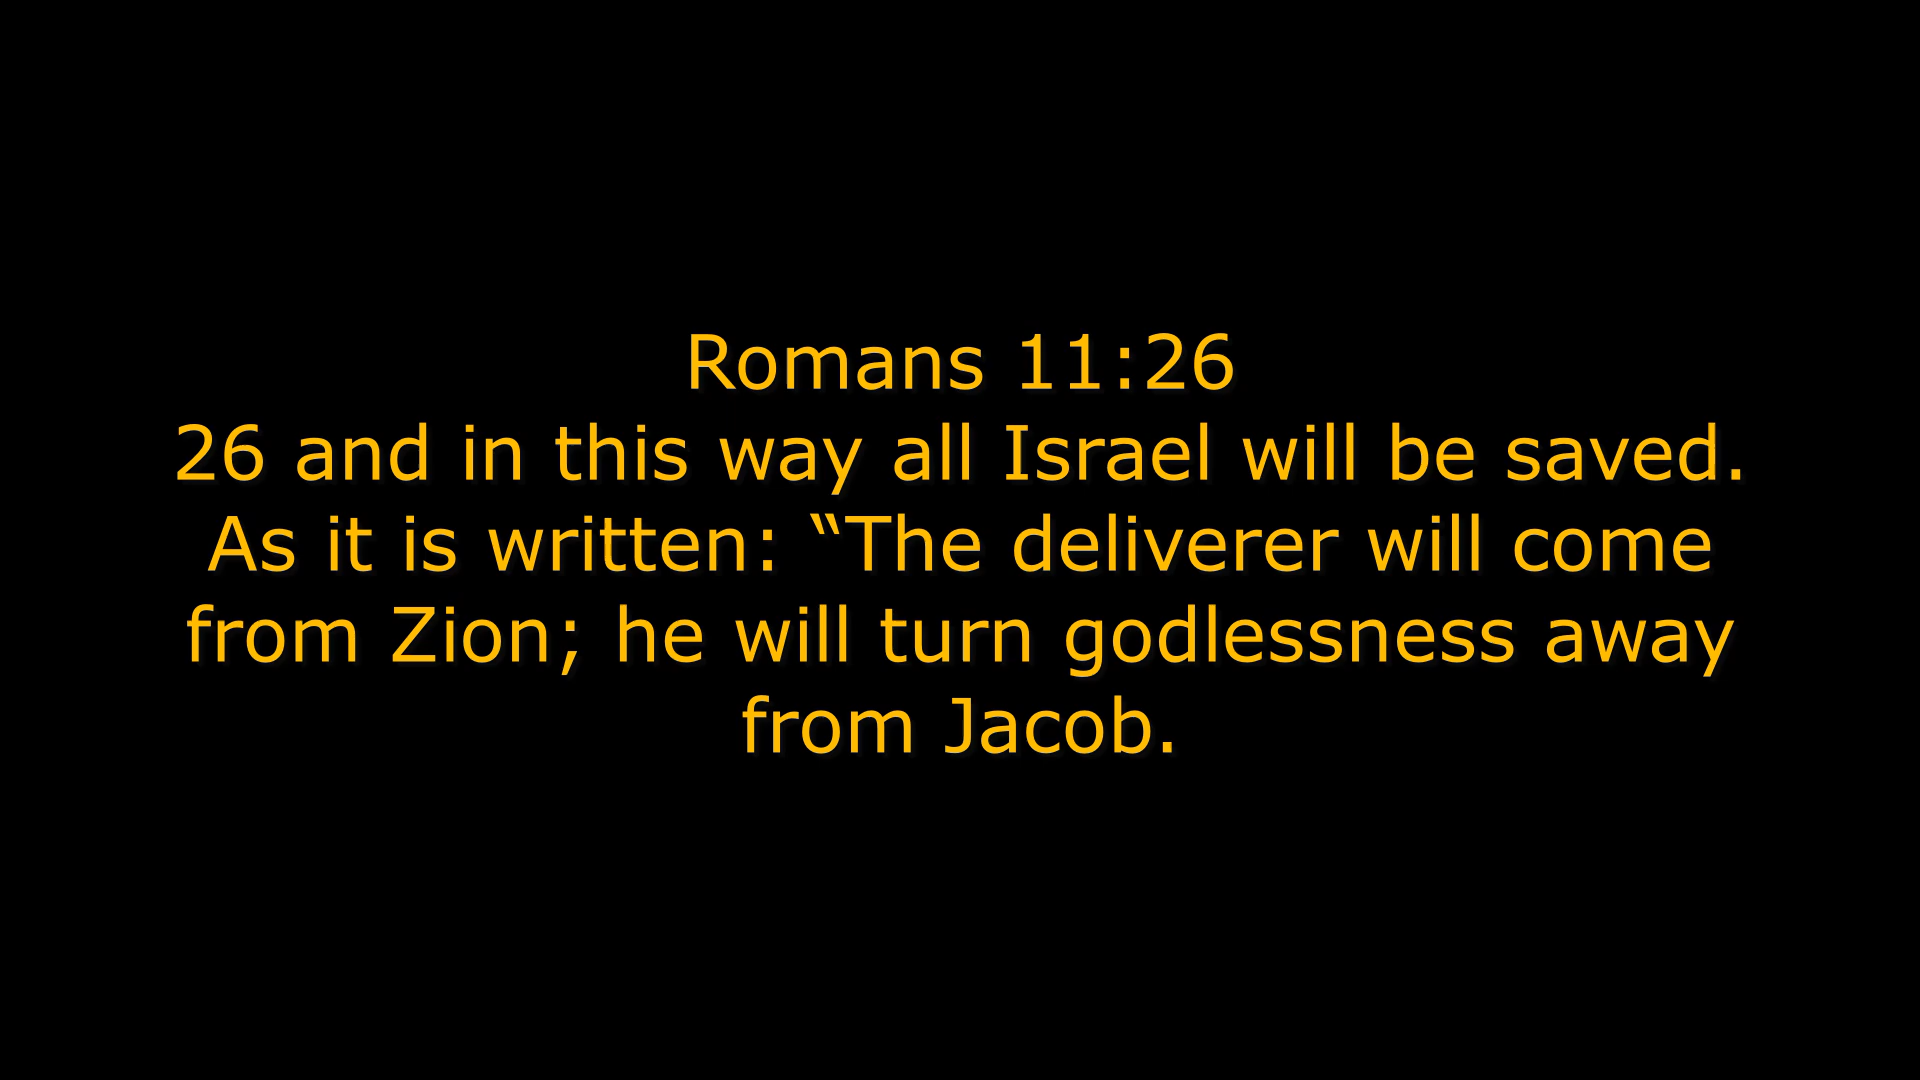 Romans 11:26
26 and in this way all Israel will be saved.
As it is written: “The deliverer will come
from Zion; he will turn godlessness away
from Jacob.